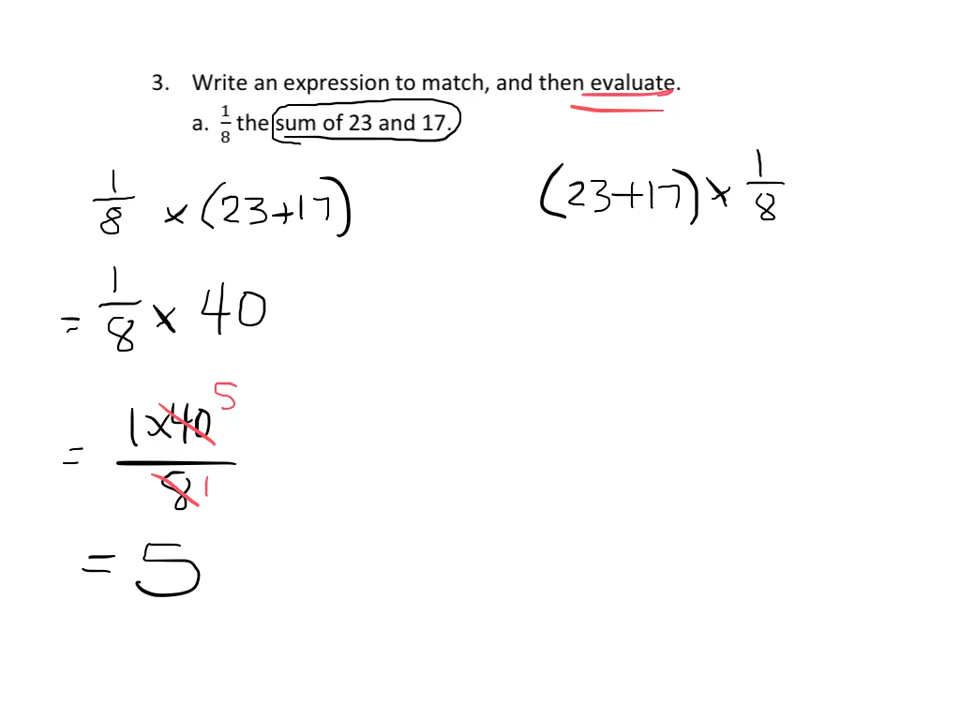 3. Write an expression to match, and then evaluate.
a. 1/8 the sum of 23 and 17.
1/8 × (23+17)
(23+17) × 1/8
= 1/8 × 40
= 1×40 5 / 8 1
= 5